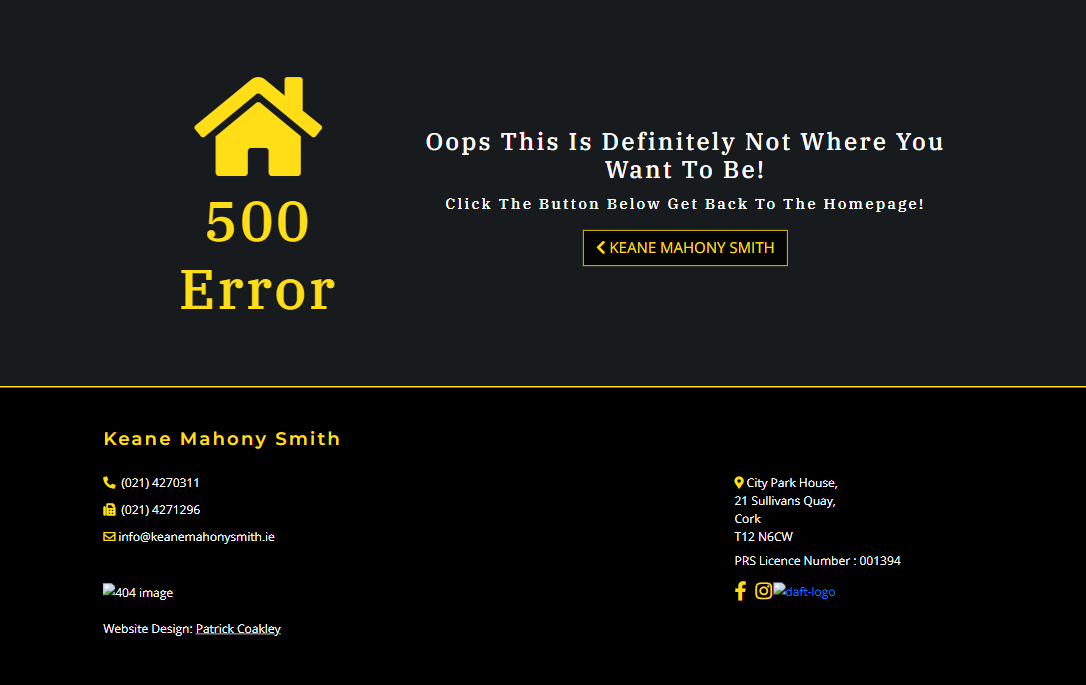 500
Error
Oops This Is Definitely Not Where You
Want To Be!
Click The Button Below Get Back To The Homepage!
KEANE MAHONY SMITH
Keane Mahony Smith
(021) 4270311
(021) 4271296
info@keanemahonysmith.ie
404 image
Website Design: Patrick Coakley
City Park House,
21 Sullivans Quay,
Cork
T12 N6CW
PRS Licence Number : 001394
daft-logo